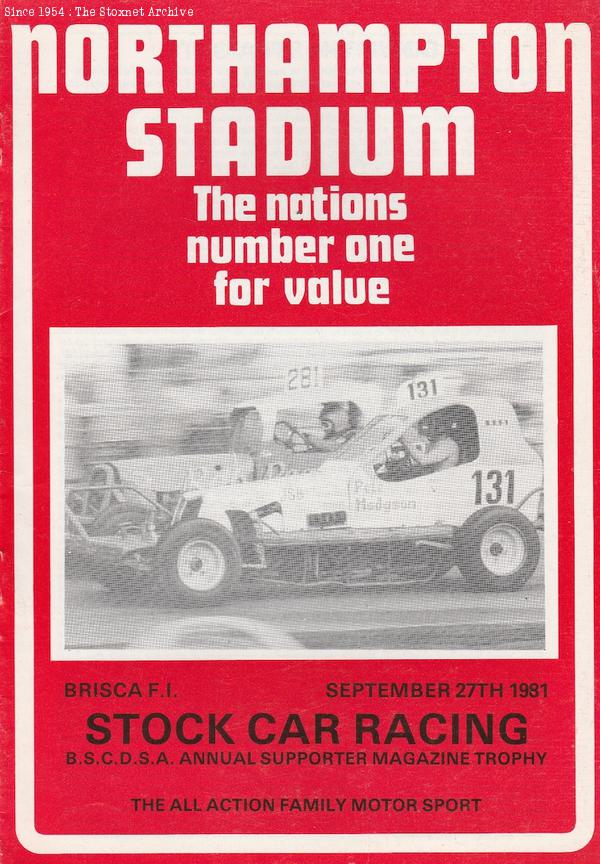 Since 1954 : The Stoxnet Archive
NORTHAMPTON
STADIUM
The nations
number one
for value
281
131
131
Hodgson
BRISCA F.I.
SEPTEMBER 27TH 1981
STOCK CAR RACING
B.S.C.D.S.A. ANNUAL SUPPORTER MAGAZINE TROPHY
THE ALL ACTION FAMILY MOTOR SPORT